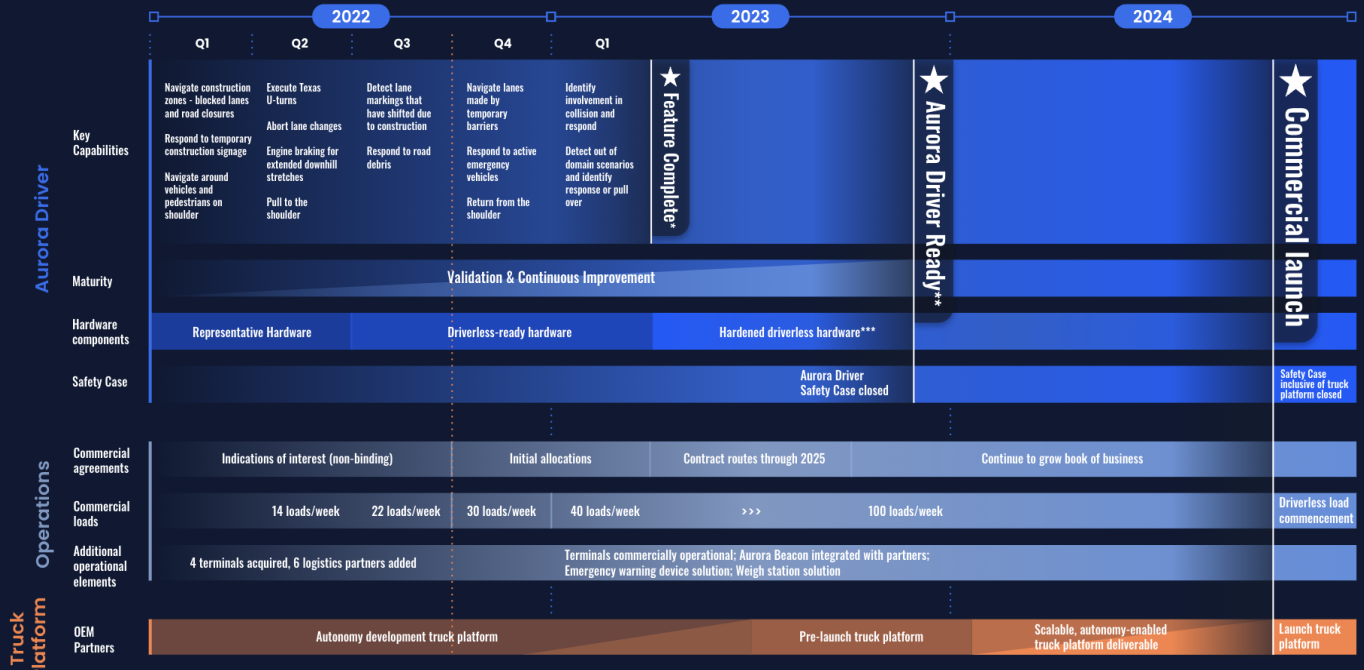 2022
2023
2024
Q1
Q2
Q3
Q4
Q1
Aurora Driver
Key
Capabilities
Navigate construction
zones - blocked lanes
and road closures
Respond to temporary
construction signage
Navigate around
vehicles and
pedestrians on
shoulder
Execute Texas
U-turns
Abort lane changes
Engine braking for
extended downhill
stretches
Pull to the
shoulder
Detect lane
markings that
have shifted due
to construction
Respond to road
debris
Navigate lanes
made by
temporary
barriers
Respond to active
emergency
vehicles
Return from the
shoulder
Identify
involvement in
collision and
respond
Detect out of
domain scenarios
and identify
response or pull
over
Feature Complete*
Aurora Driver Ready**
Commercial launch
Maturity
Validation & Continuous Improvement
Hardware
components
Representative Hardware
Driverless-ready hardware
Hardened driverless hardware***
Safety Case
Aurora Driver
Safety Case closed
Safety Case
inclusive of truck
platform closed
Operations
Commercial
agreements
Indications of interest (non-binding)
Initial allocations
Contract routes through 2025
Continue to grow book of business
Commercial
loads
14 loads/week
22 loads/week
30 loads/week
40 loads/week
>>>
100 loads/week
Driverless load
commencement
Additional
operational
elements
4 terminals acquired, 6 logistics partners added
Terminals commercially operational; Aurora Beacon integrated with partners;
Emergency warning device solution; Weigh station solution
Truck
latform
OEM
Partners
Autonomy development truck platform
Pre-launch truck platform
Scalable, autonomy-enabled
truck platform deliverable
Launch truck
platform